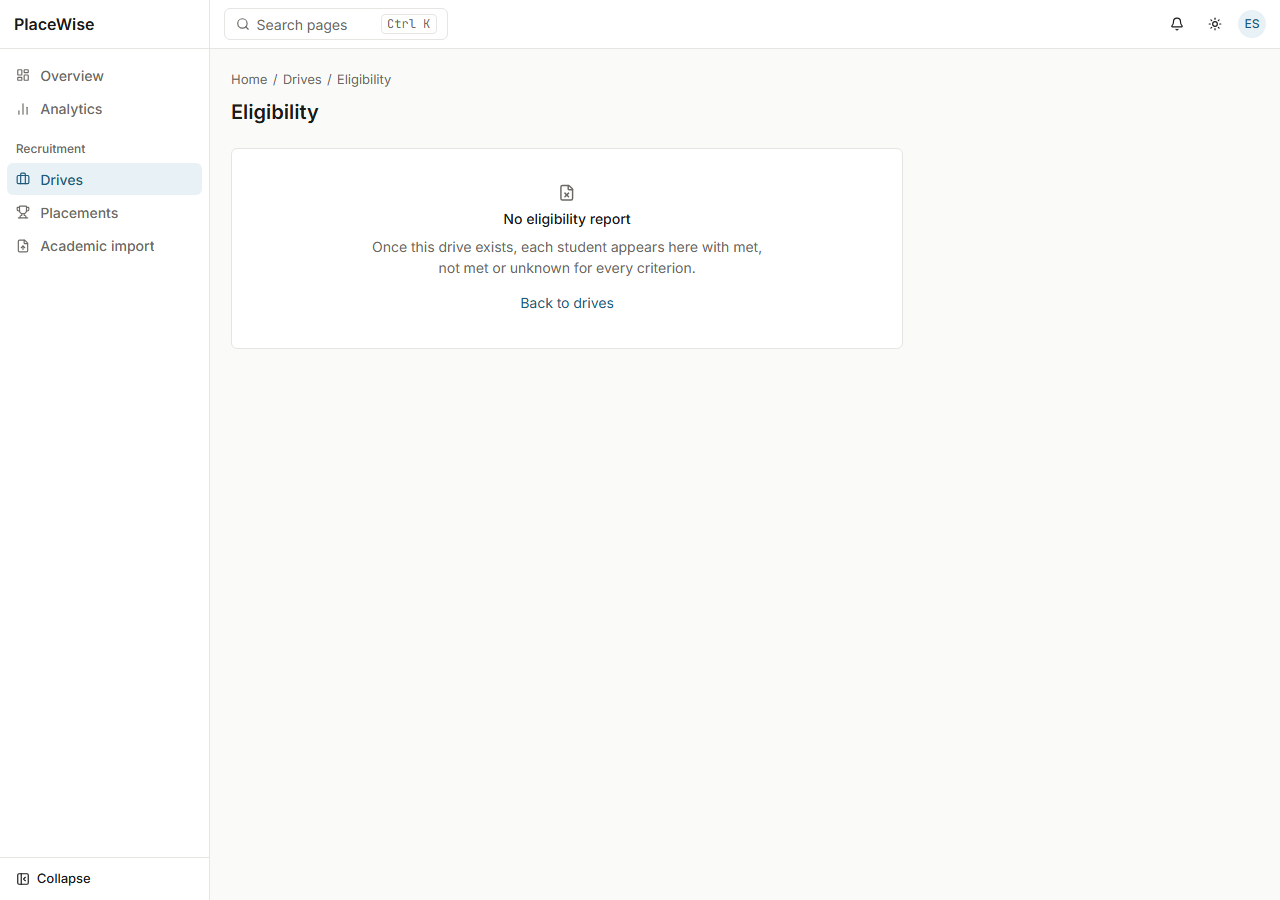 PlaceWise
Search pages
Ctrl K
ES
Overview
Analytics
Recruitment
Drives
Placements
Academic import
Collapse
Home / Drives / Eligibility
Eligibility
No eligibility report
Once this drive exists, each student appears here with met,
not met or unknown for every criterion.
Back to drives